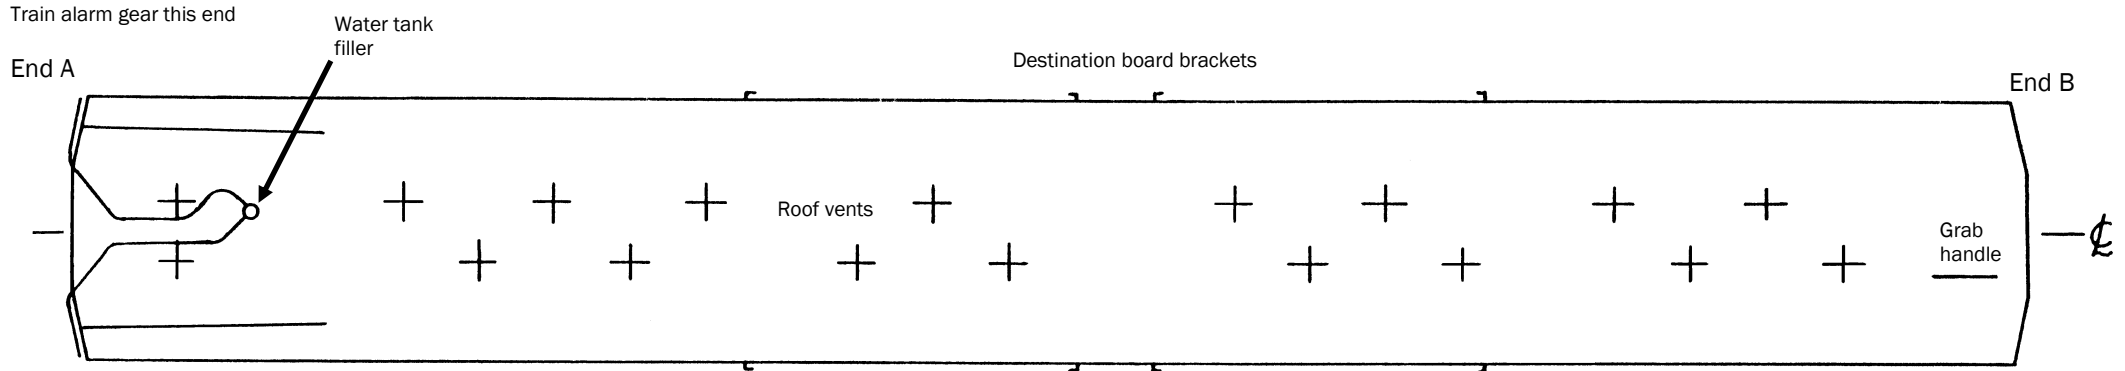 Train alarm gear this end
Water tank
filler
End A
Destination board brackets
End B
Roof vents
Grab
handle
℄